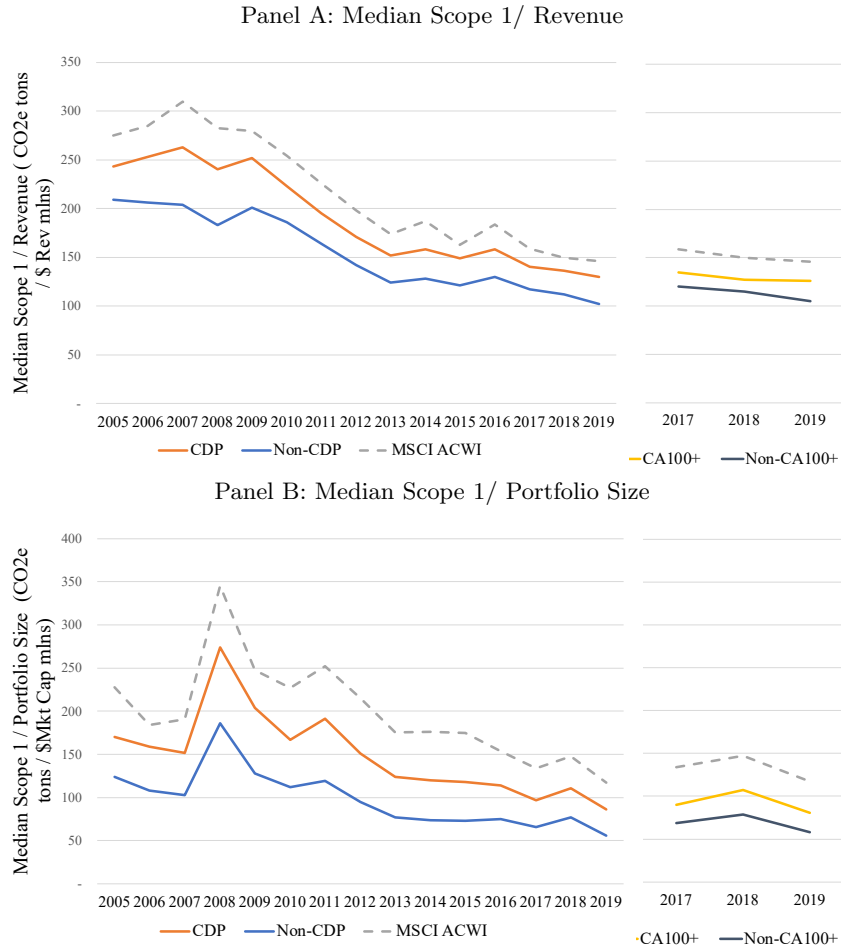 Panel A: Median Scope 1/ Revenue
Median Scope 1 / Revenue ( CO2e tons
/ $ Rev mlns)
350
300
250
200
150
100
50
-
2005 2006 2007 2008 2009 2010 2011 2012 2013 2014 2015 2016 2017 2018 2019
2017 2018 2019
CDP Non-CDP MSCI ACWI
CA100+ Non-CA100+
Panel B: Median Scope 1/ Portfolio Size
Median Scope 1 / Portfolio Size (CO2e
tons / $Mkt Cap mlns)
400
350
300
250
200
150
100
50
-
2005 2006 2007 2008 2009 2010 2011 2012 2013 2014 2015 2016 2017 2018 2019
2017 2018 2019
CDP Non-CDP MSCI ACWI
CA100+ Non-CA100+